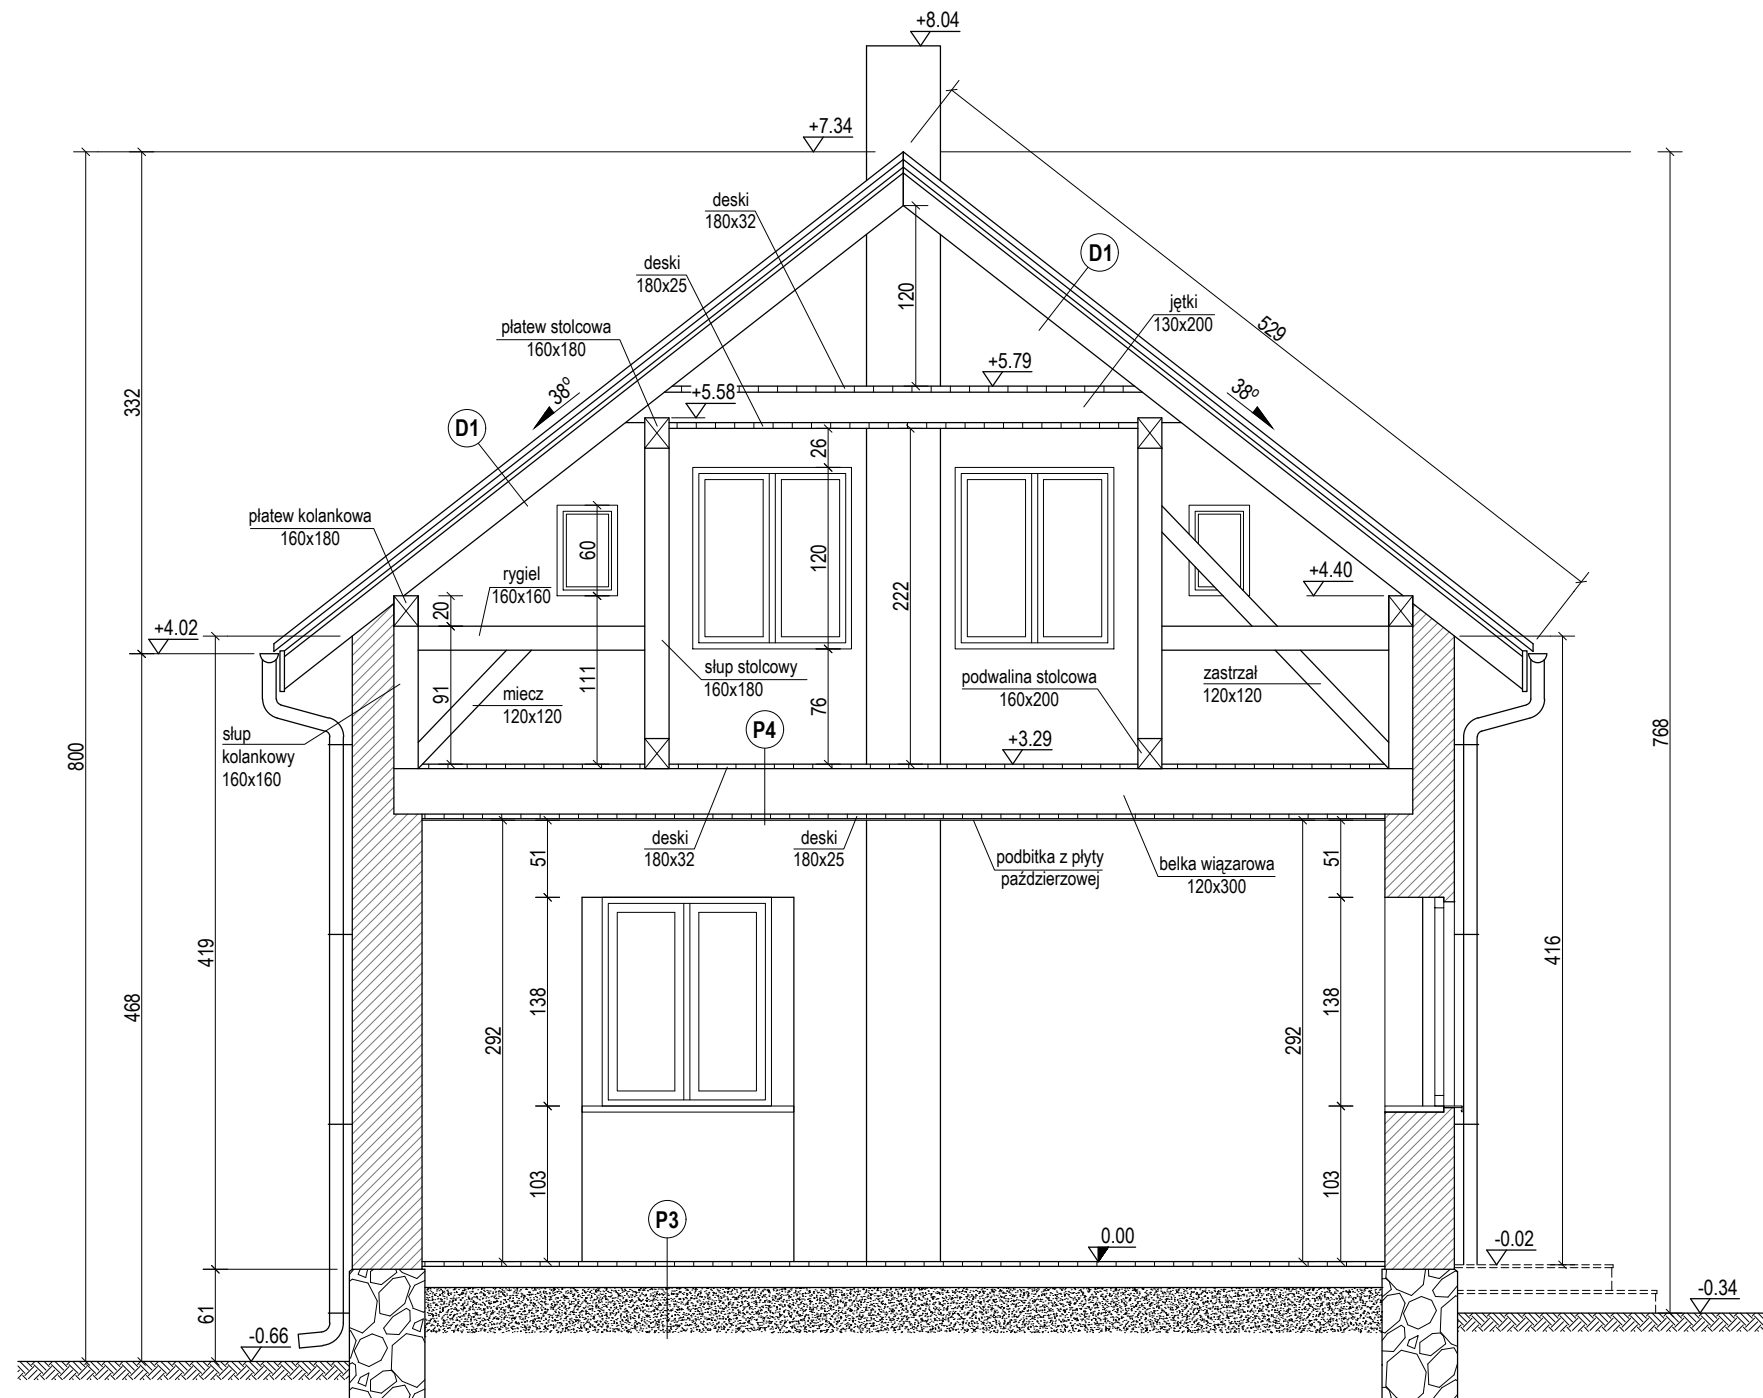 +8.04
+7.34
deski
180x32
deski
180x25
D1
120
jętki
130x200
529
płatew stolcowa
160x180
+5.79
38º
38º
+5.58
332
D1
26
płatew kolankowa
160x180
60
120
222
rygiel
160x160
+4.40
20
+4.02
słup stolcowy
160x180
podwalina stolcowa
160x200
zastrzał
120x120
91
miecz
120x120
111
76
P4
słup
kolankowy
160x160
+3.29
800
768
deski
180x32
deski
180x25
podbitka z płyty
paździerzowej
belka wiązarowa
120x300
51
51
419
416
468
138
138
292
292
103
103
P3
0.00
-0.02
-0.34
61
-0.66